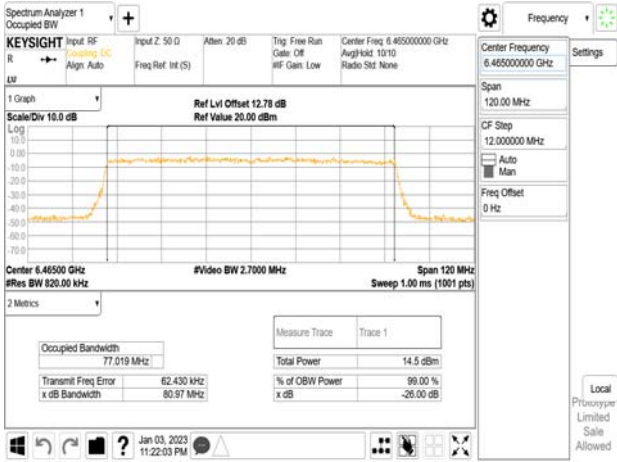 Spectrum Analyzer 1
Occupied BW
Frequency
KEYSIGHT
R
LXI
Input: RF
Coupling: DC
Align: Auto
Input Z: 50 Ω
Freq Ref: Int (S)
Atten: 20 dB
Trig: Free Run
Gate: Off
#IF Gain: Low
Center Freq: 6.465000000 GHz
Avg|Hold: 10/10
Radio Std: None
Center Frequency
6.465000000 GHz
Settings
Span
120.00 MHz
CF Step
12.000000 MHz
Auto
Man
Freq Offset
0 Hz
1 Graph
Scale/Div 10.0 dB
Ref Lvl Offset 12.78 dB
Ref Value 20.00 dBm
Log
10.0
0.00
-10.0
-20.0
-30.0
-40.0
-50.0
-60.0
-70.0
Center 6.46500 GHz
#Res BW 820.00 kHz
#Video BW 2.7000 MHz
Span 120 MHz
Sweep 1.00 ms (1001 pts)
2 Metrics
Measure Trace Trace 1
Occupied Bandwidth
77.019 MHz
Total Power 14.5 dBm
Transmit Freq Error 62.430 kHz
% of OBW Power 99.00 %
x dB Bandwidth 80.97 MHz
x dB -26.00 dB
Local
Prototype
Limited
Sale
Allowed
Jan 03, 2023
11:22:03 PM